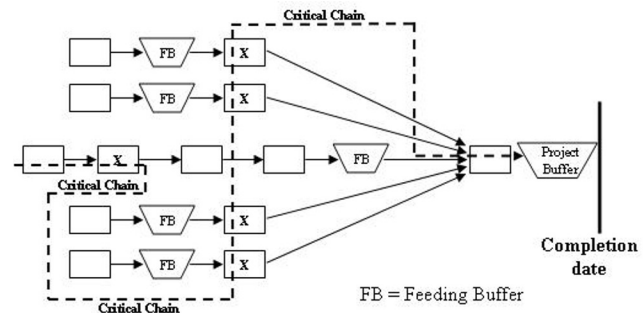 Critical Chain
FB
X
FB
X
X
FB
Project
Buffer
Critical Chain
FB
X
FB
X
Completion
date
FB = Feeding Buffer
Critical Chain